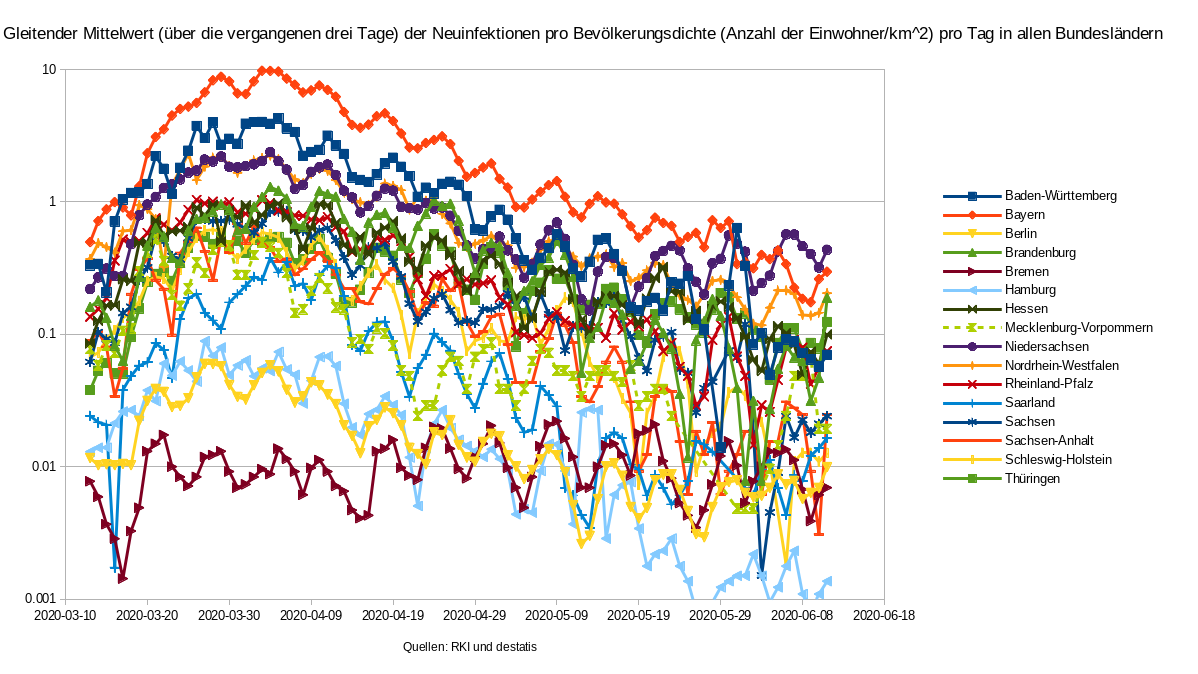 Gleitender Mittelwert (über die vergangenen drei Tage) der Neuinfektionen pro Bevölkerungsdichte (Anzahl der Einwohner/km^2) pro Tag in allen Bundesländern
10
1
0.1
0.01
0.001
2020-03-10 2020-03-20 2020-03-30 2020-04-09 2020-04-19 2020-04-29 2020-05-09 2020-05-19 2020-05-29 2020-06-08 2020-06-18
Quellen: RKI und destatis
Baden-Württemberg
Bayern
Berlin
Brandenburg
Bremen
Hamburg
Hessen
Mecklenburg-Vorpommern
Niedersachsen
Nordrhein-Westfalen
Rheinland-Pfalz
Saarland
Sachsen
Sachsen-Anhalt
Schleswig-Holstein
Thüringen